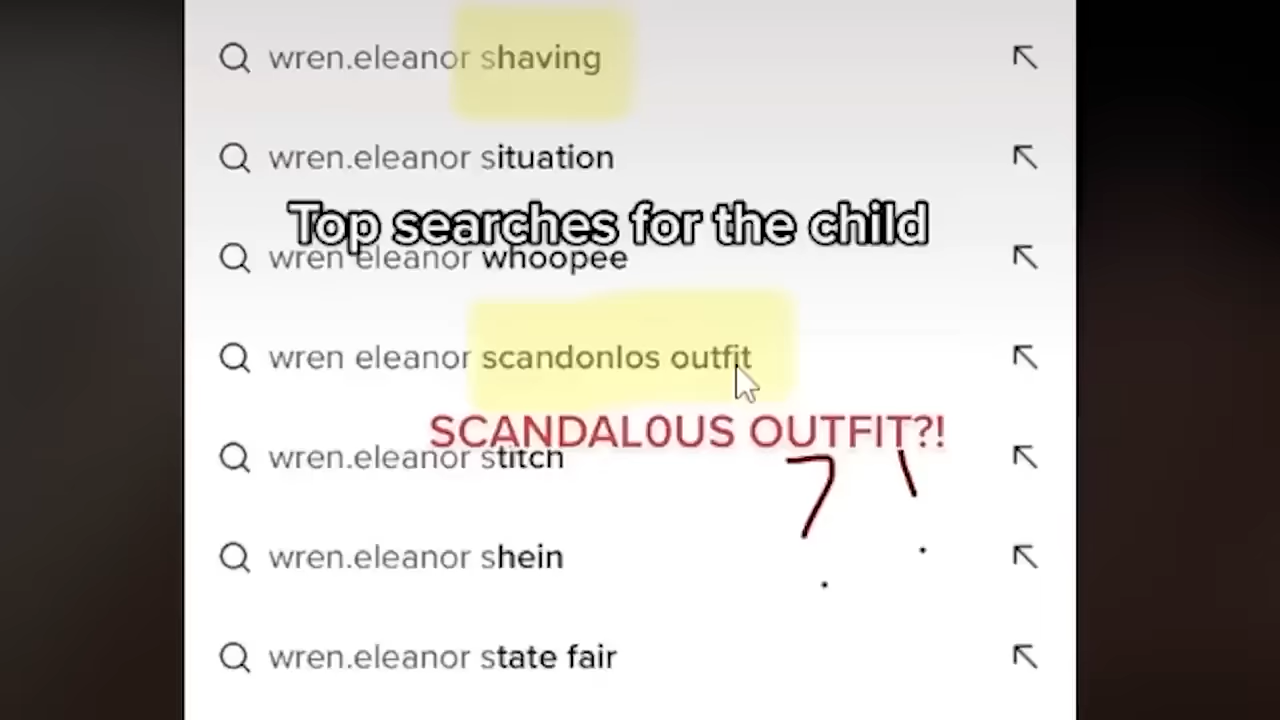 wren.eleanor shaving
wren.eleanor situation
Top searches for the child
wren eleanor whoopee
wren eleanor scandonlos outfit
SCANDAL0US OUTFIT?!
wren.eleanor stitch
? !
wren.eleanor shein
wren.eleanor state fair